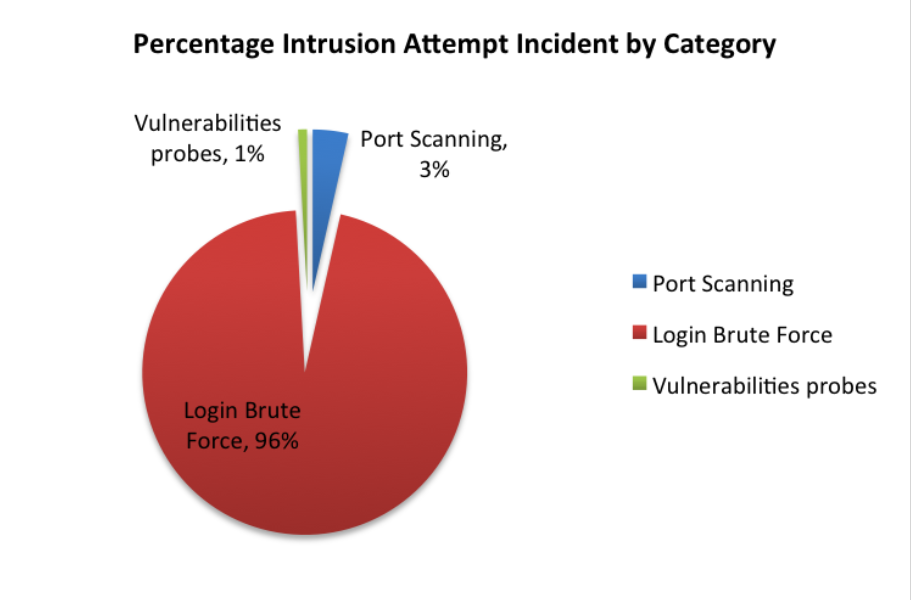 Percentage Intrusion Attempt Incident by Category
Vulnerabilities
probes, 1%
Port Scanning,
3%
Login Brute
Force, 96%
Port Scanning
Login Brute Force
Vulnerabilities probes